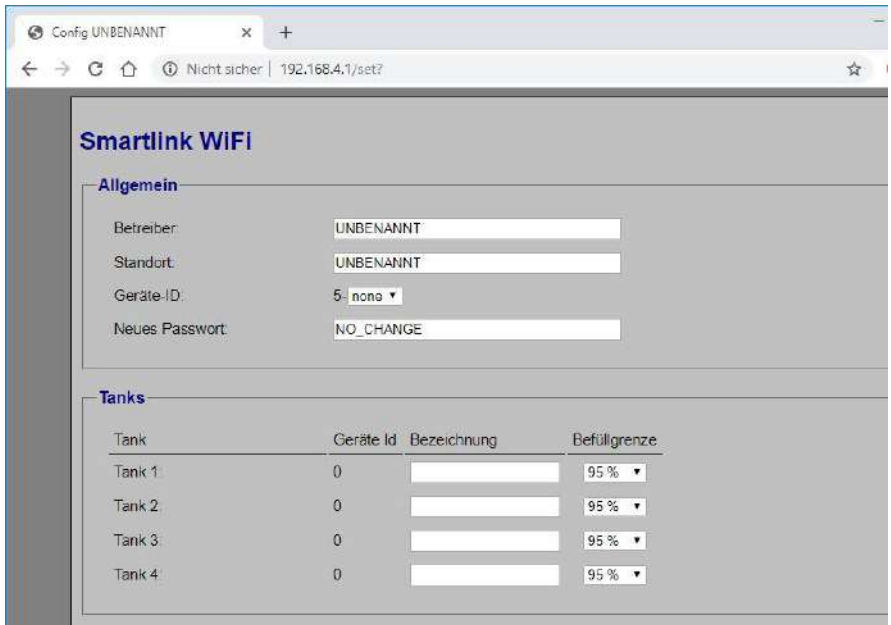 Config UNBENANNT
Nicht sicher | 192.168.4.1/set?
Smartlink WiFi
Allgemein
Betreiber: UNBENANNT
Standort: UNBENANNT
Geräte-ID: 5- none
Neues Passwort: NO_CHANGE
Tanks
Tank Geräte Id Bezeichnung Befüllgrenze
Tank 1: 0 95 %
Tank 2: 0 95 %
Tank 3: 0 95 %
Tank 4: 0 95 %